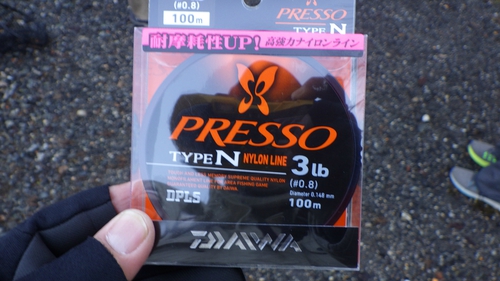 (#0.8)
100m
PRESSO
TYPE N
耐摩耗性UP! 高強力ナイロンライン
PRESSO
TYPE N NYLON LINE 3lb
(#0.8)
Diameter 0.148 mm
100m
DPLS
DAIWA